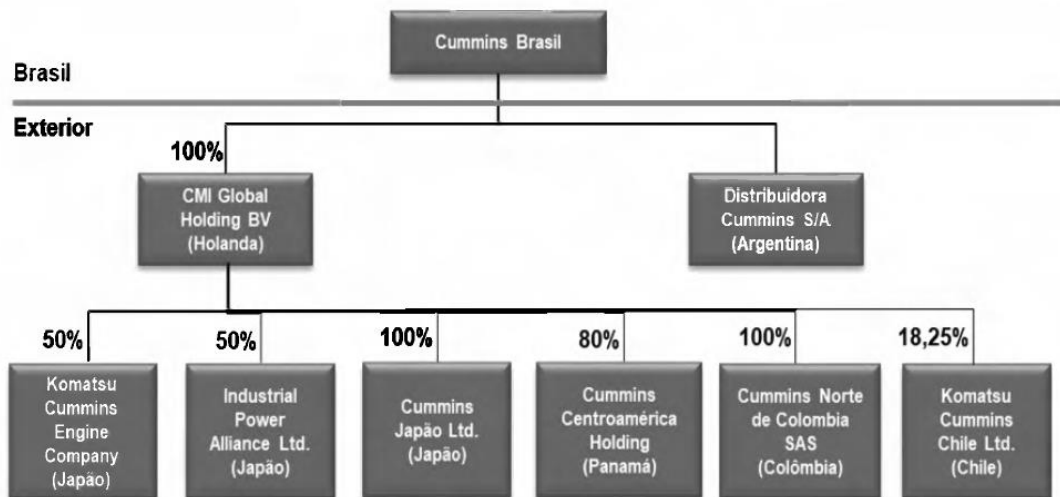 Cummins Brasil
Brasil
Exterior
100%
CMI Global
Holding BV
(Holanda)
Distribuidora
Cummins S/A
(Argentina)
50%
50%
100%
80%
100%
18,25%
Komatsu
Cummins
Engine
Company
(Japão)
Industrial
Power
Alliance Ltd.
(Japão)
Cummins
Japão Ltd.
(Japão)
Cummins
Centroamérica
Holding
(Panamá)
Cummins Norte
de Colombia
SAS
(Colômbia)
Komatsu
Cummins
Chile Ltd.
(Chile)